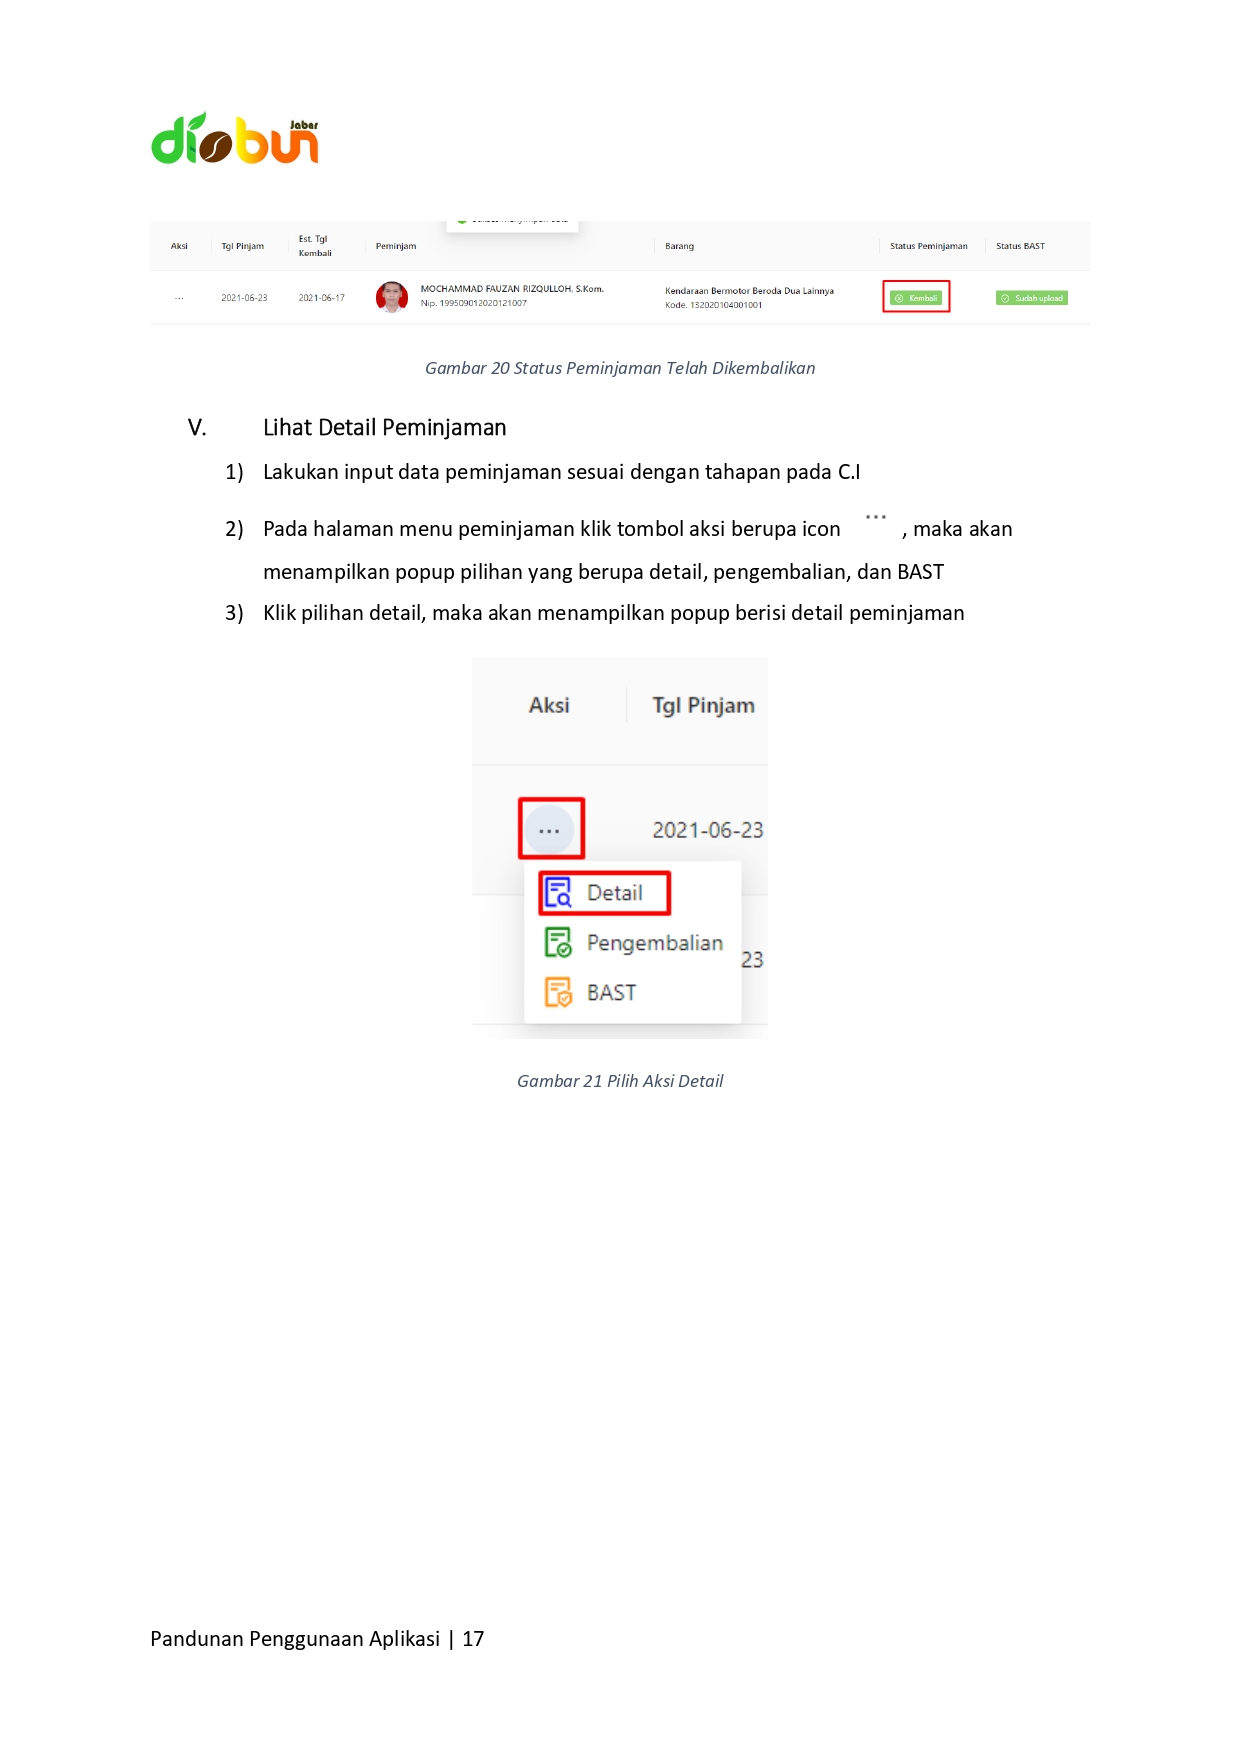 disbun Jabar
Aksi Tgl Pinjam Est. Tgl Kembali Peminjam Barang Status Peminjaman Status BAST
... 2021-06-23 2021-06-17 MOCHAMMAD FAUZAN RIZQULLOH, S.Kom. Kendaraan Bermotor Beroda Dua Lainnya Kembali Sudah upload
Nip. 199509012020121007 Kode. 132020104001001
Gambar 20 Status Peminjaman Telah Dikembalikan
V. Lihat Detail Peminjaman
1) Lakukan input data peminjaman sesuai dengan tahapan pada C.I
2) Pada halaman menu peminjaman klik tombol aksi berupa icon ... , maka akan
menampilkan popup pilihan yang berupa detail, pengembalian, dan BAST
3) Klik pilihan detail, maka akan menampilkan popup berisi detail peminjaman
Aksi Tgl Pinjam
... 2021-06-23
Detail
Pengembalian
23
BAST
Gambar 21 Pilih Aksi Detail
Pandunan Penggunaan Aplikasi | 17